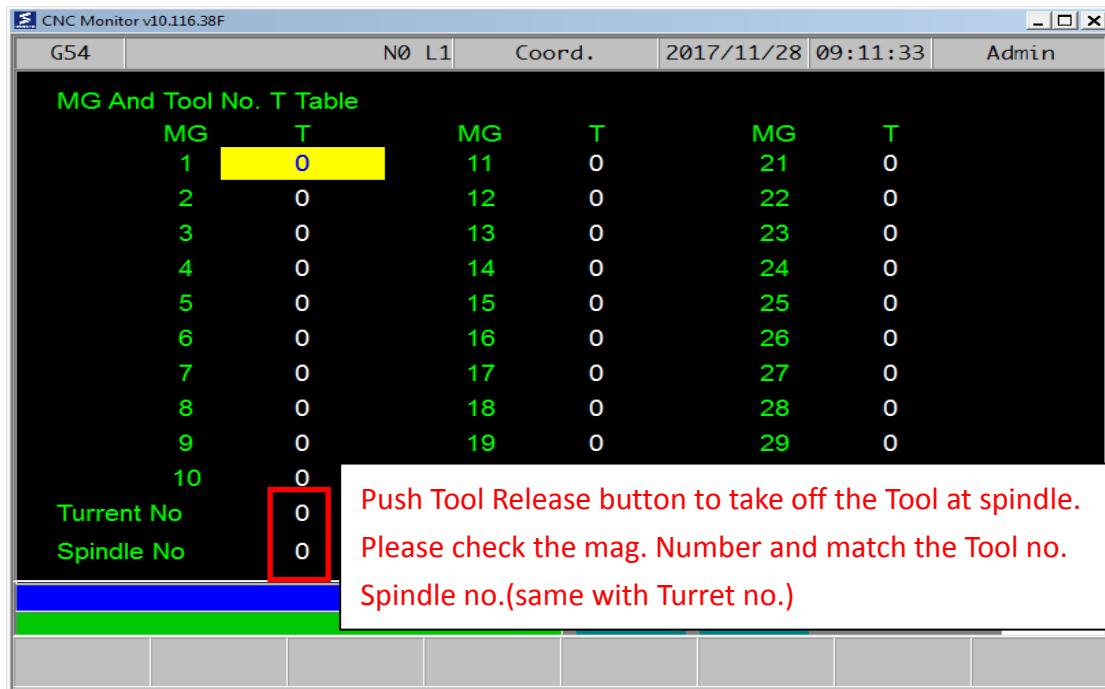 CNC Monitor v10.116.38F
G54 N0 L1 Coord. 2017/11/28 09:11:33 Admin
MG And Tool No. T Table
MG T MG T MG T
1 0 11 0 21 0
2 0 12 0 22 0
3 0 13 0 23 0
4 0 14 0 24 0
5 0 15 0 25 0
6 0 16 0 26 0
7 0 17 0 27 0
8 0 18 0 28 0
9 0 19 0 29 0
10 0
Turrent No 0
Spindle No 0
Push Tool Release button to take off the Tool at spindle.
Please check the mag. Number and match the Tool no.
Spindle no.(same with Turret no.)